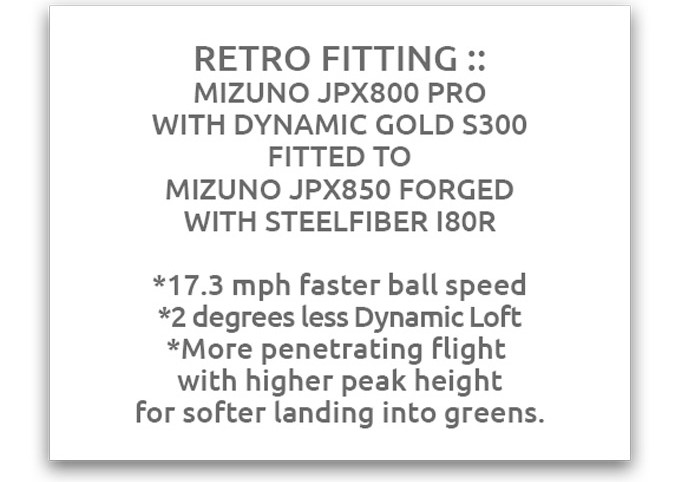 RETRO FITTING ::
MIZUNO JPX800 PRO
WITH DYNAMIC GOLD S300
FITTED TO
MIZUNO JPX850 FORGED
WITH STEELFIBER I80R
*17.3 mph faster ball speed
*2 degrees less Dynamic Loft
*More penetrating flight
with higher peak height
for softer landing into greens.